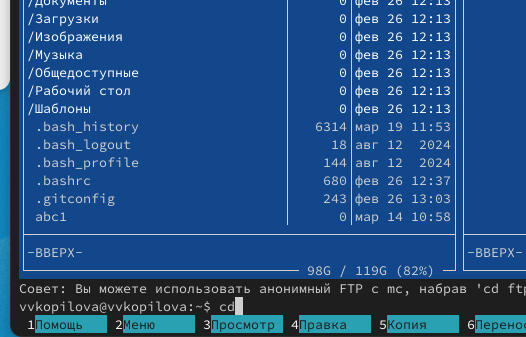 /Документы 0 фев 26 12:13
/Загрузки 0 фев 26 12:13
/Изображения 0 фев 26 12:13
/Музыка 0 фев 26 12:13
/Общедоступные 0 фев 26 12:13
/Рабочий стол 0 фев 26 12:13
/Шаблоны 0 фев 26 12:13
.bash_history 6314 мар 19 11:53
.bash_logout 18 авг 12 2024
.bash_profile 144 авг 12 2024
.bashrc 680 фев 26 12:37
.gitconfig 243 фев 26 13:03
abc1 0 мар 14 10:58
-ВВЕРХ- -ВВЕРХ-
98G / 119G (82%)
Совет: Вы можете использовать анонимный FTP с mc, набрав 'cd ftp
vvkopilova@vvkopilova:~$ cd
1Помощь 2Меню 3Просмотр 4Правка 5Копия 6Перенос